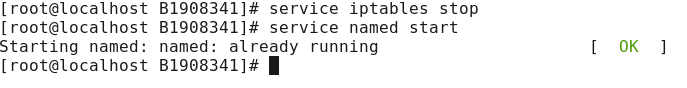 [root@localhost B1908341]# service iptables stop
[root@localhost B1908341]# service named start
Starting named: named: already running                     [  OK  ]
[root@localhost B1908341]#